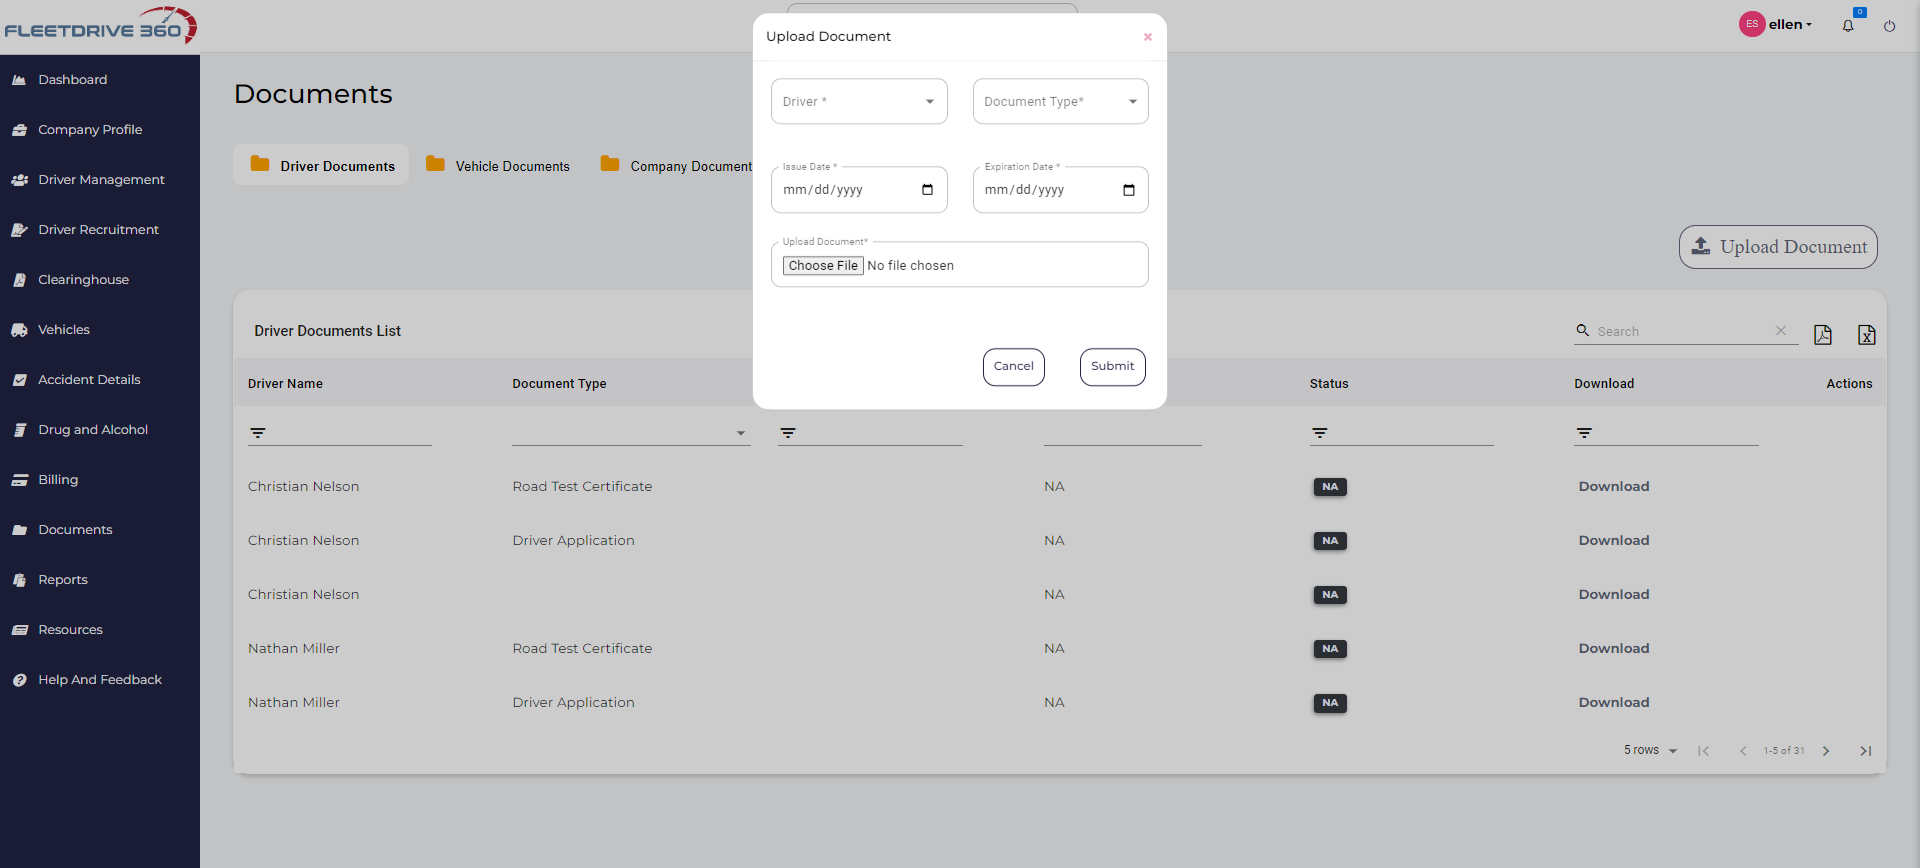 FLEETDRIVE 360
ES ellen
0
Dashboard
Company Profile
Driver Management
Driver Recruitment
Clearinghouse
Vehicles
Accident Details
Drug and Alcohol
Billing
Documents
Reports
Resources
Help And Feedback
Documents
Driver Documents Vehicle Documents Company Document
Upload Document
Upload Document
Driver * Document Type*
Issue Date * Expiration Date *
mm/dd/yyyy mm/dd/yyyy
Upload Document*
Choose File No file chosen
Cancel Submit
Driver Documents List
Search
Driver Name Document Type Status Download Actions
Christian Nelson Road Test Certificate NA NA Download
Christian Nelson Driver Application NA NA Download
Christian Nelson NA NA Download
Nathan Miller Road Test Certificate NA NA Download
Nathan Miller Driver Application NA NA Download
5 rows 1-5 of 31